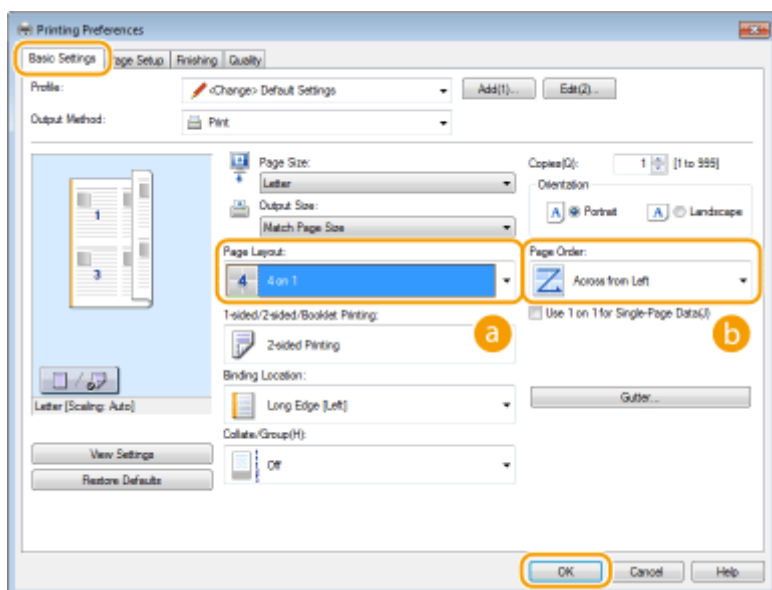 Printing Preferences
Basic Settings Page Setup Finishing Quality
Profile: <Change> Default Settings Add(1)... Edit(2)...
Output Method: Print
Page Size:
Letter
Output Size:
Match Page Size
Copies(Q): 1 [1 to 999]
Orientation
A Portrait A Landscape
Page Layout:
4 4 on 1
Page Order:
Across from Left
1-sided/2-sided/Booklet Printing:
2-sided Printing
Use 1 on 1 for Single-Page Data(J)
a
b
1
3
Binding Location:
Long Edge [Left]
Gutter...
Letter [Scaling: Auto]
Collate/Group(H):
Off
View Settings
Restore Defaults
OK Cancel Help